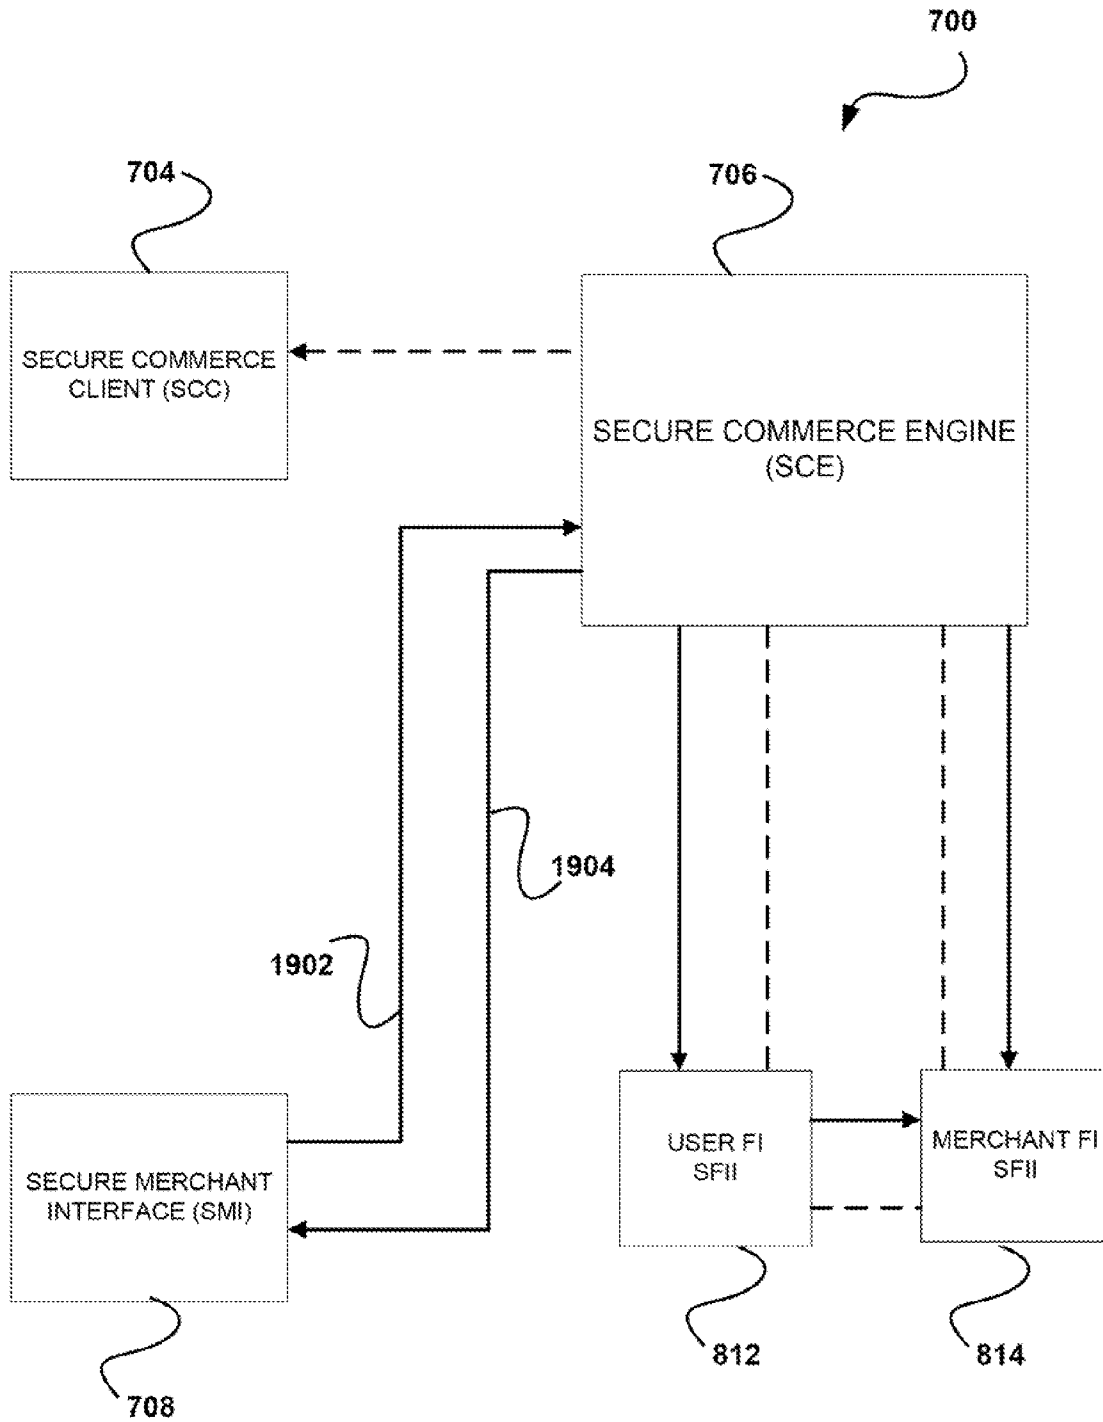 700
704
706
SECURE COMMERCE
CLIENT (SCC)
SECURE COMMERCE ENGINE
(SCE)
1904
1902
SECURE MERCHANT
INTERFACE (SMI)
USER FI
SFII
MERCHANT FI
SFII
812
814
708